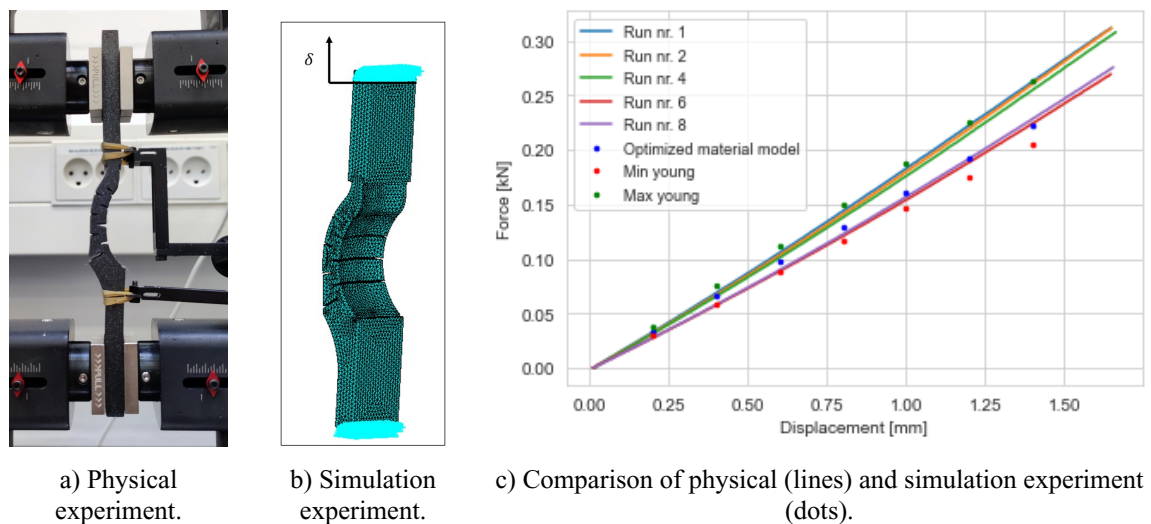 δ
Force [kN]
0.30
0.25
0.20
0.15
0.10
0.05
0.00
Run nr. 1
Run nr. 2
Run nr. 4
Run nr. 6
Run nr. 8
Optimized material model
Min young
Max young
0.00 0.25 0.50 0.75 1.00 1.25 1.50
Displacement [mm]
a) Physical
experiment.
b) Simulation
experiment.
c) Comparison of physical (lines) and simulation experiment
(dots).